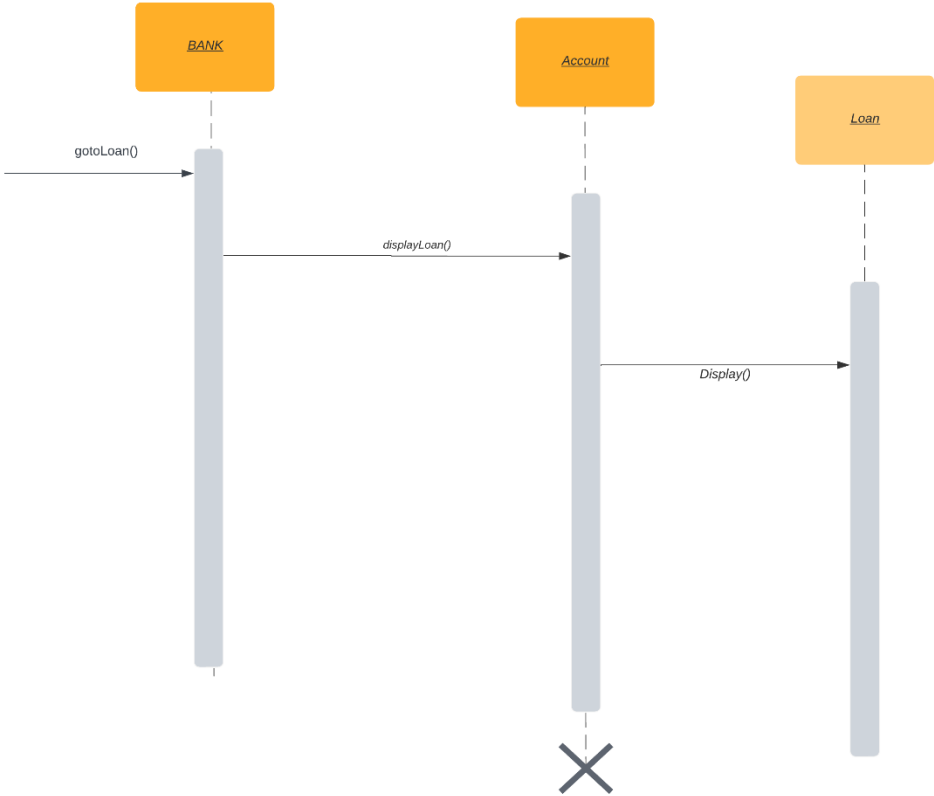 BANK
Account
Loan
gotoLoan()
displayLoan()
Display()